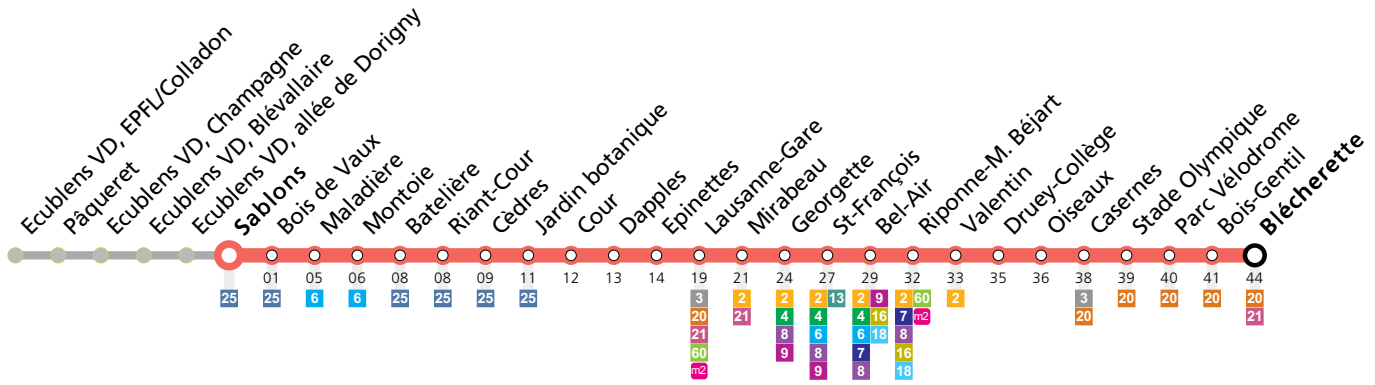 Ecublens VD, EPFL/Colladon
Pâqueret
Ecublens VD, Champagne
Ecublens VD, Blévallaire
Ecublens VD, allée de Dorigny
Sablons
Bois de Vaux
Maladière
Montoie
Batelière
Riant-Cour
Cèdres
Jardin botanique
Cour
Dapples
Epinettes
Lausanne-Gare
Mirabeau
Georgette
St-François
Bel-Air
Riponne-M. Béjart
Valentin
Druey-Collège
Oiseaux
Casernes
Stade Olympique
Parc Vélodrome
Bois-Gentil
Blécherette
01 05 06 08 08 09 11 12 13 14 19 21 24 27 29 32 33 35 36 38 39 40 41 44
25 25 6 6 25 25 25 25 3 2 2 2 13 2 9 2 60 2 3 20 20 20 20
20 21 4 4 4 16 7 m2 20 21
21 8 6 6 18 8
60 9 8 7 16
m2 9 8 18